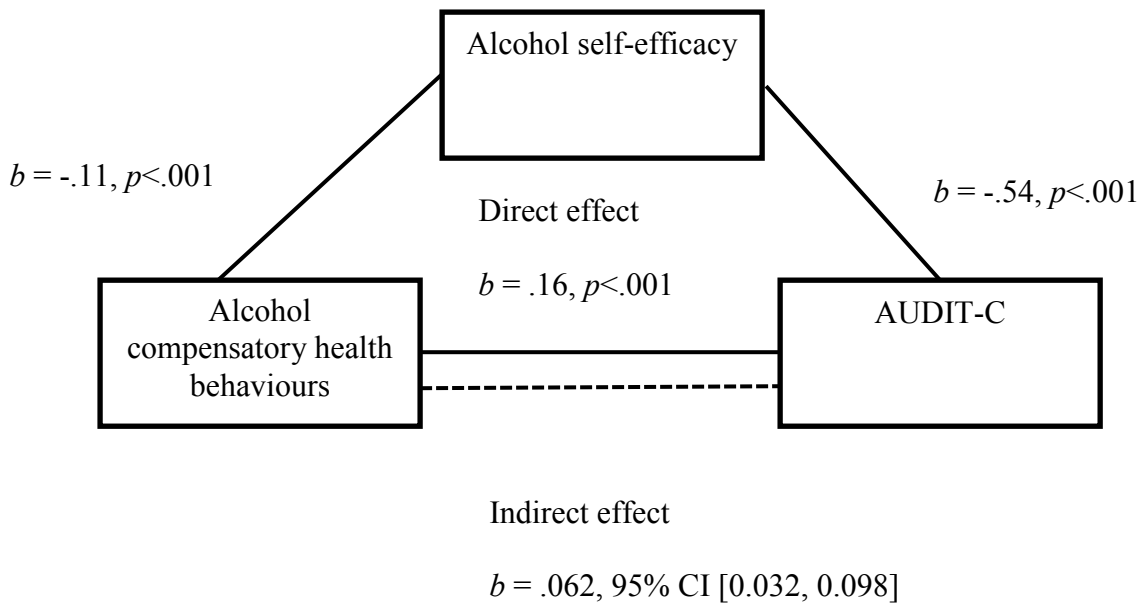 Alcohol self-efficacy
b = -.11, p<.001
b = -.54, p<.001
Direct effect
b = .16, p<.001
Alcohol
compensatory health
behaviours
AUDIT-C
Indirect effect
b = .062, 95% CI [0.032, 0.098]